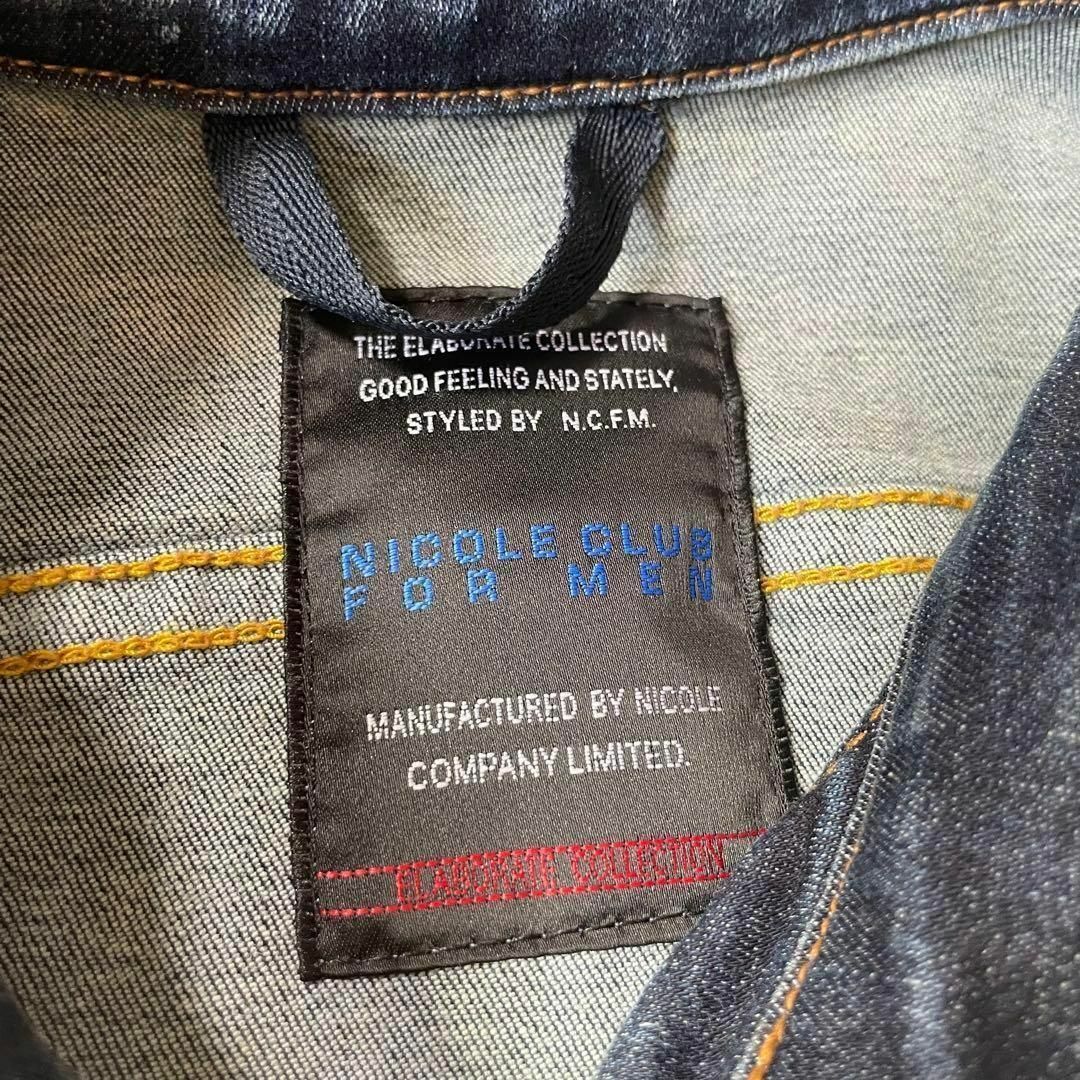 THE ELABORATE COLLECTION
GOOD FEELING AND STATELY,
STYLED BY N.C.F.M.
NICOLE CLUB
FOR MEN
MANUFACTURED BY NICOLE
COMPANY LIMITED.
ELABORATE COLLECTION